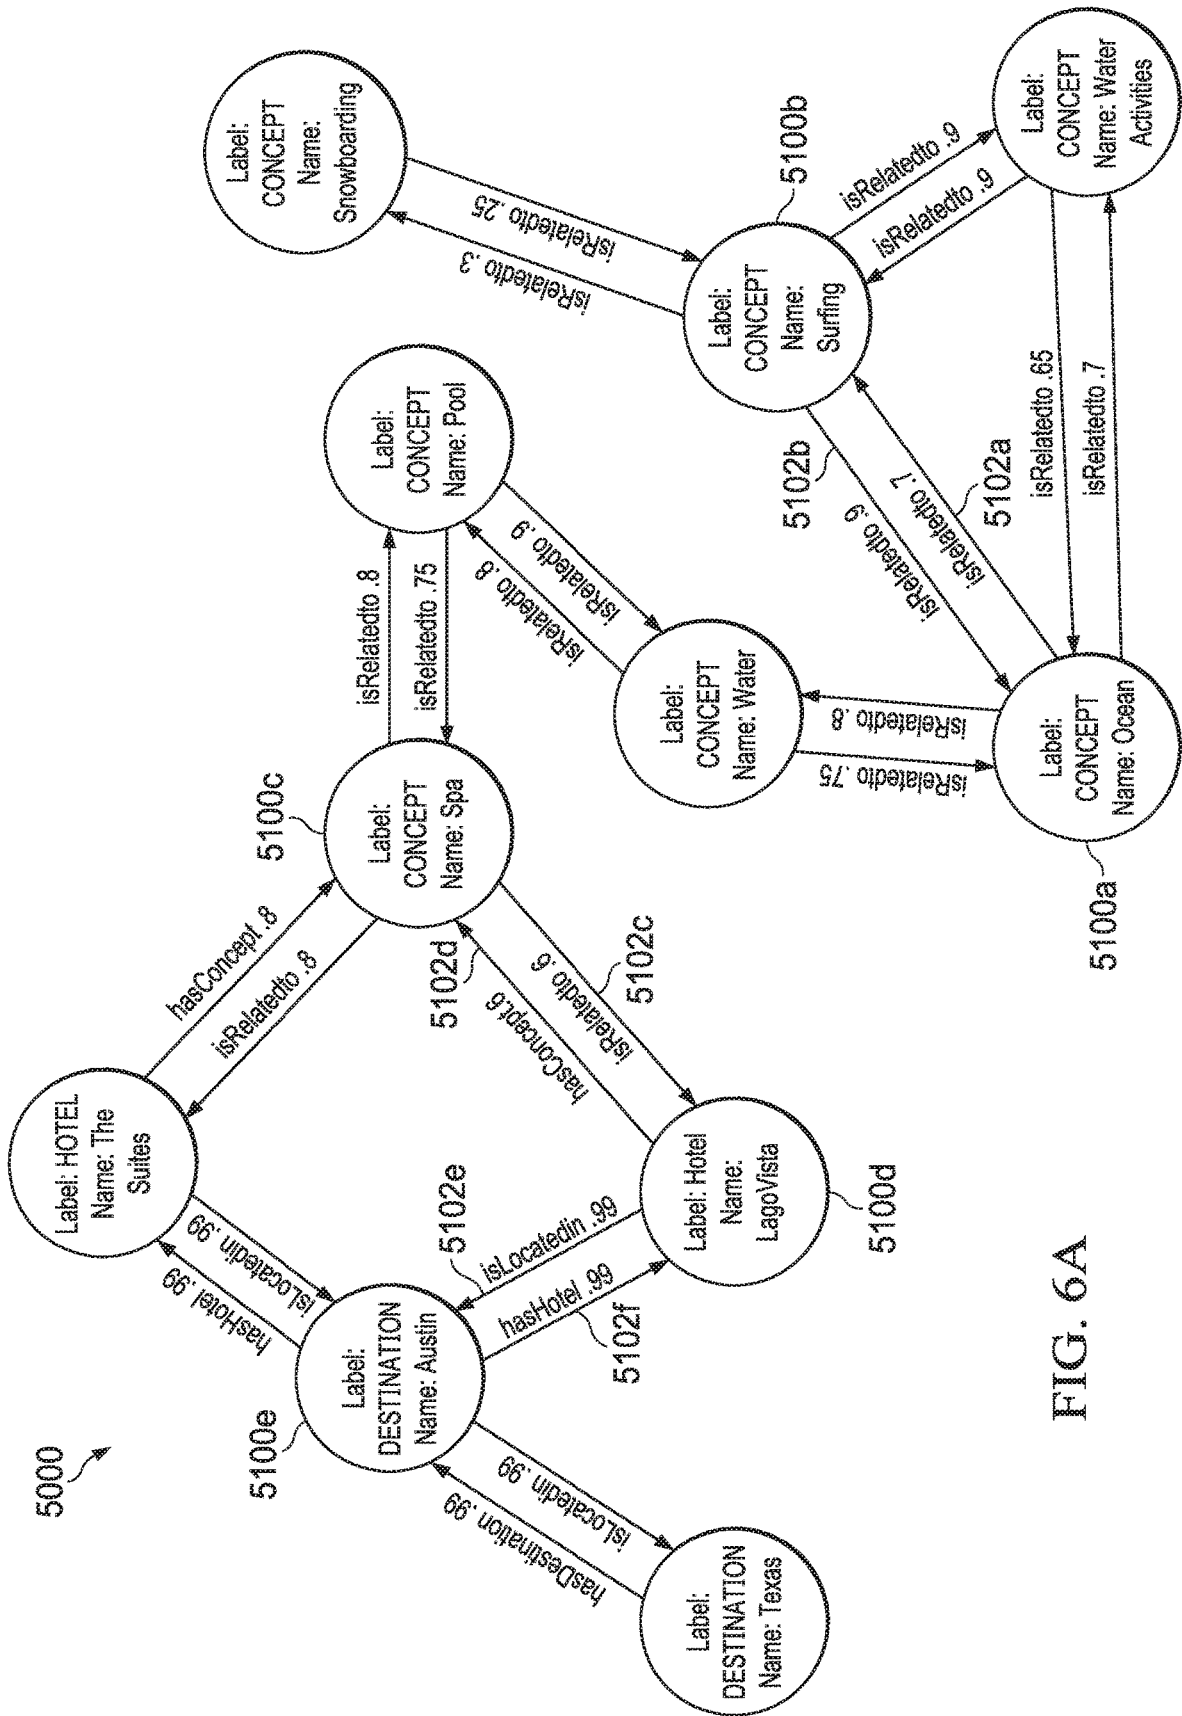 5000
Label: HOTEL
Name: The
Suites
hasConcept .8
isRelatedto .8
hasHotel .99
isLocatedin .99
5100e
Label:
DESTINATION
Name: Austin
5100c
Label:
CONCEPT
Name: Spa
isRelatedto .8
isRelatedto .75
Label:
CONCEPT
Name: Pool
Label:
CONCEPT
Name:
Snowboarding
isRelatedto .25
isRelatedto .3
hasDestination .99
isLocatedin .99
5102e
isLocatedin .99
hasHotel .99
5102f
5102d
hasConcept.6
isRelatedto .6
5102c
isRelatedto .9
isRelatedto .8
Label:
DESTINATION
Name: Texas
Label: Hotel
Name:
LagoVista
5100d
Label:
CONCEPT
Name: Water
Label:
CONCEPT
Name:
Surfing
5100b
5102b
isRelatedto .9
isRelatedto .7
5102a
isRelatedto .9
isRelatedto .9
isRelatedto .75
isRelatedto .8
isRelatedto .65
isRelatedto .7
Label:
CONCEPT
Name: Ocean
5100a
Label:
CONCEPT
Name: Water
Activities
FIG. 6A